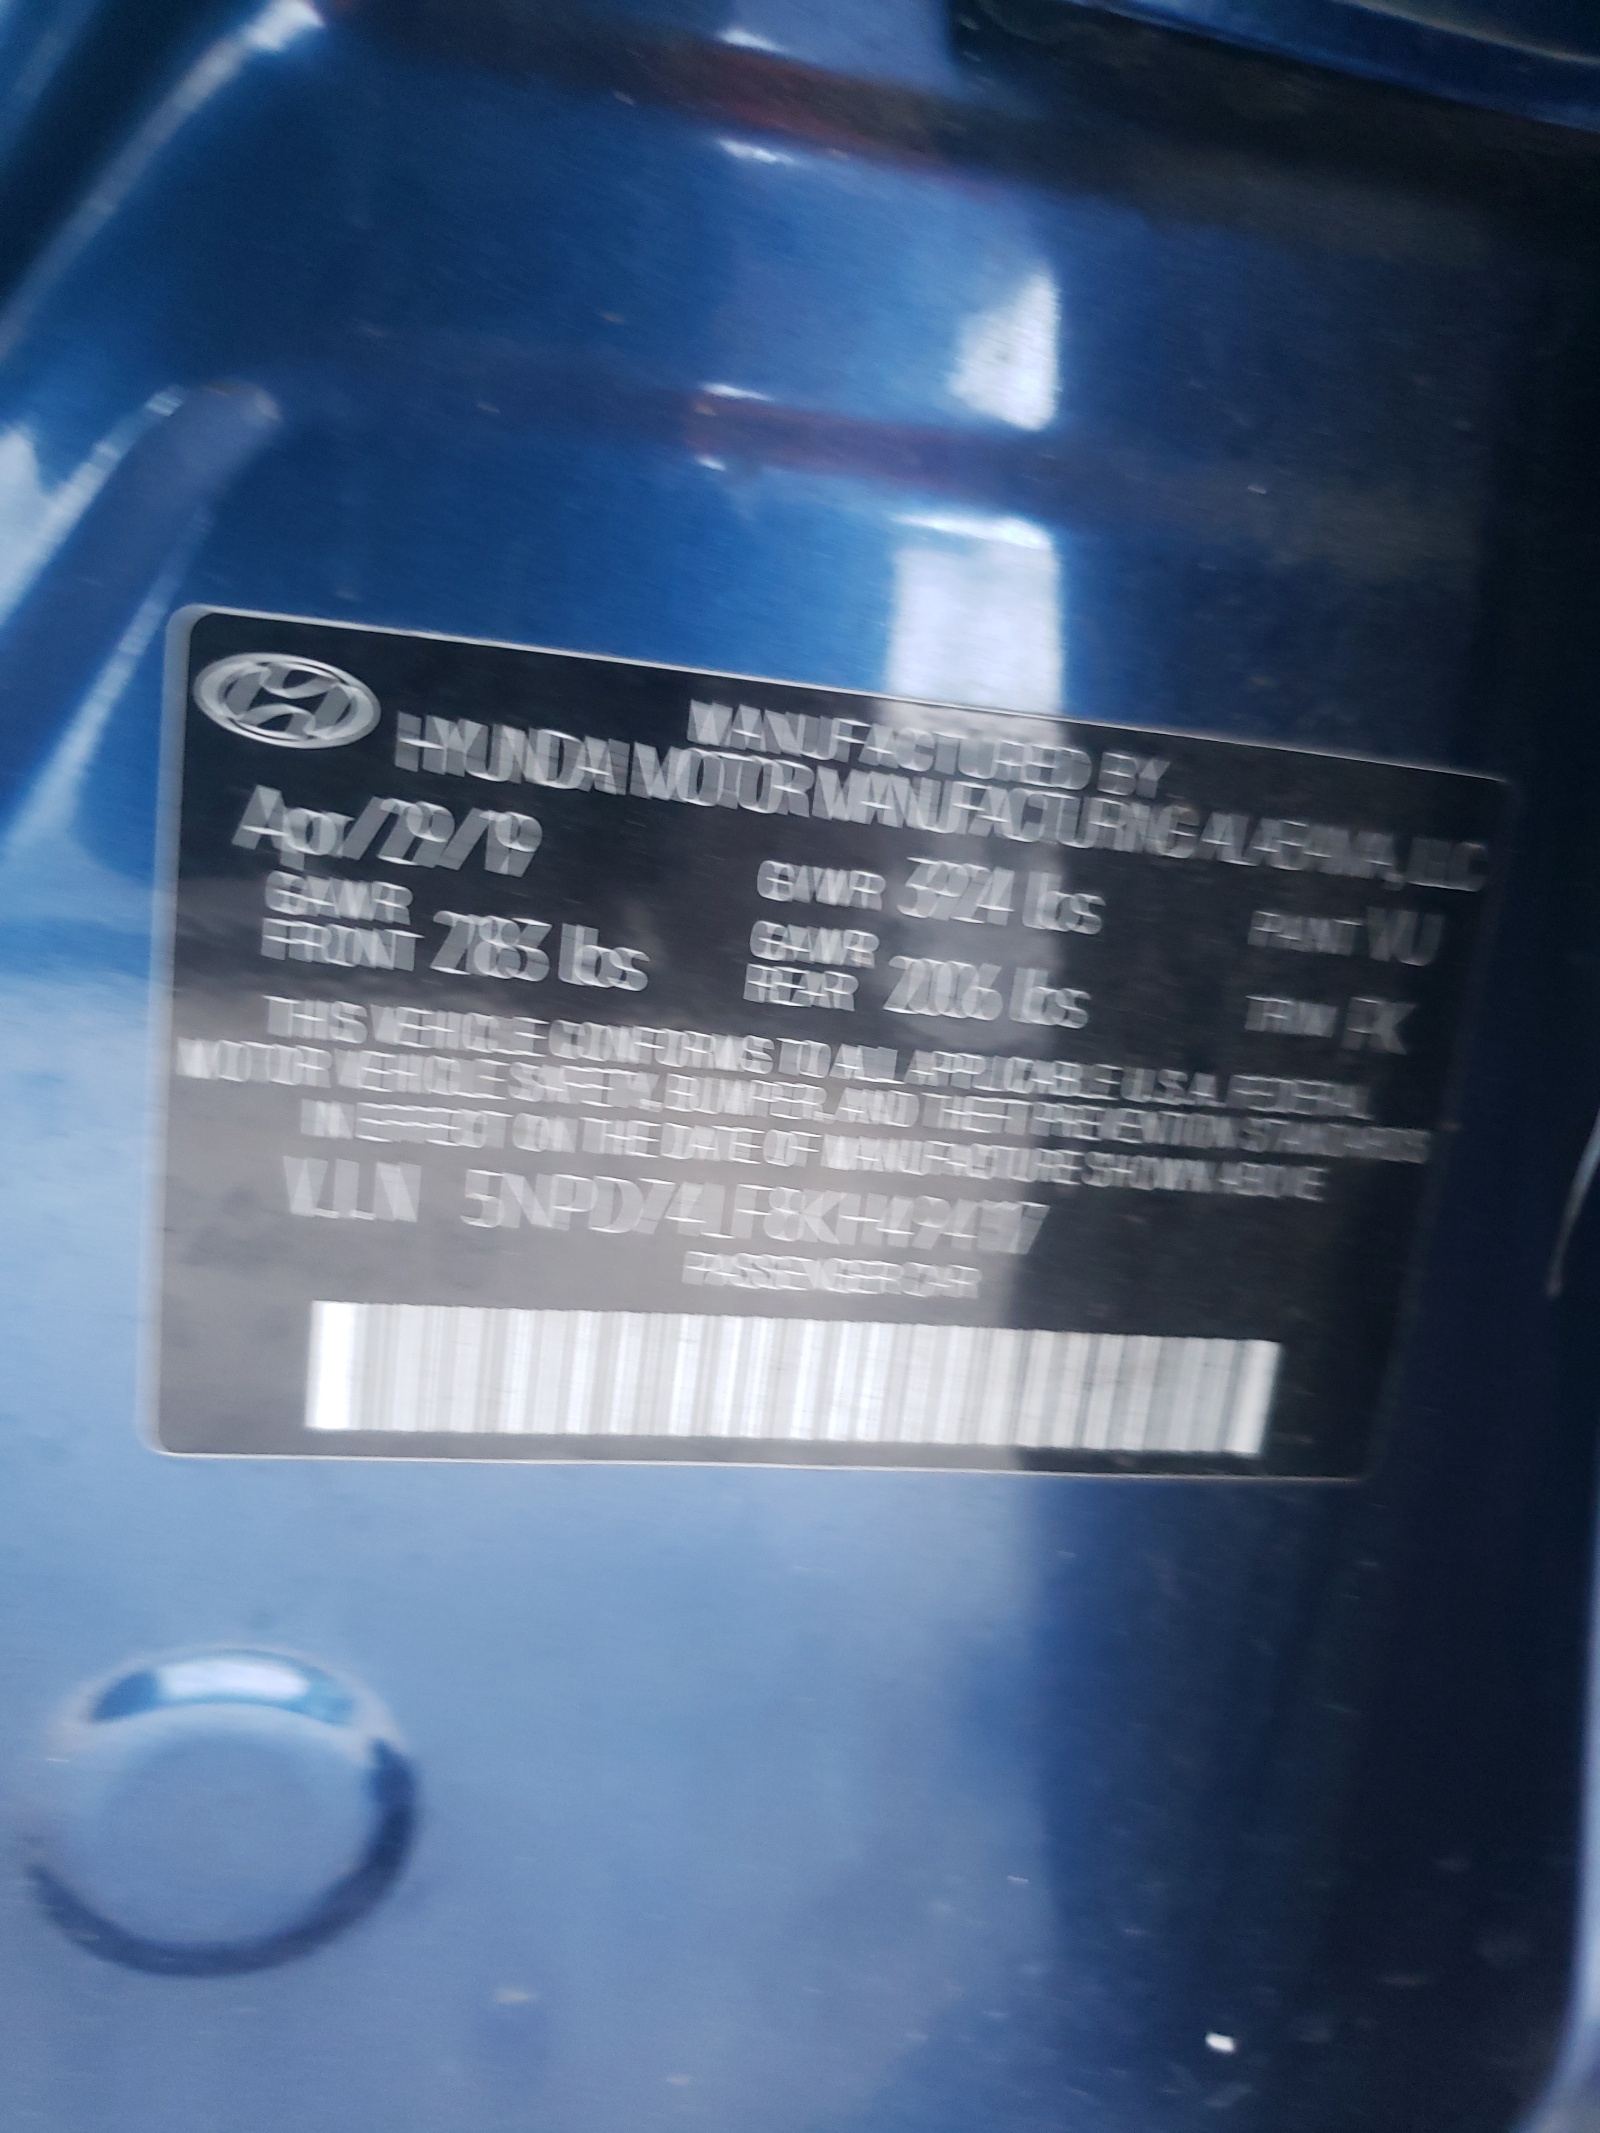 MANUFACTURED BY
HYUNDAI MOTOR MANUFACTURING ALABAMA, LLC
Apr/29/19 GVWR 3924 lbs PAINT
GAWR FRONT 2183 lbs GAWR REAR 2006 lbs TRIM
THIS VEHICLE CONFORMS TO ALL APPLICABLE U.S.A. FEDERAL
MOTOR VEHICLE SAFETY, BUMPER, AND THEFT PREVENTION STANDARDS
IN EFFECT ON THE DATE OF MANUFACTURE SHOWN ABOVE
PASSENGER CAR